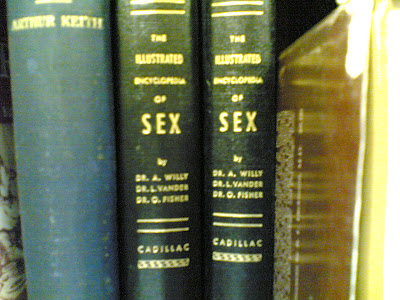 ARTHUR KEITH
THE
ILLUSTRATED
ENCYCLOPEDIA
OF
SEX
by
DR. A. WILLY
DR. L. VANDER
DR. O. FISHER
CADILLAC
THE
ILLUSTRATED
ENCYCLOPEDIA
OF
SEX
by
DR. A. WILLY
DR. L. VANDER
DR. O. FISHER
CADILLAC